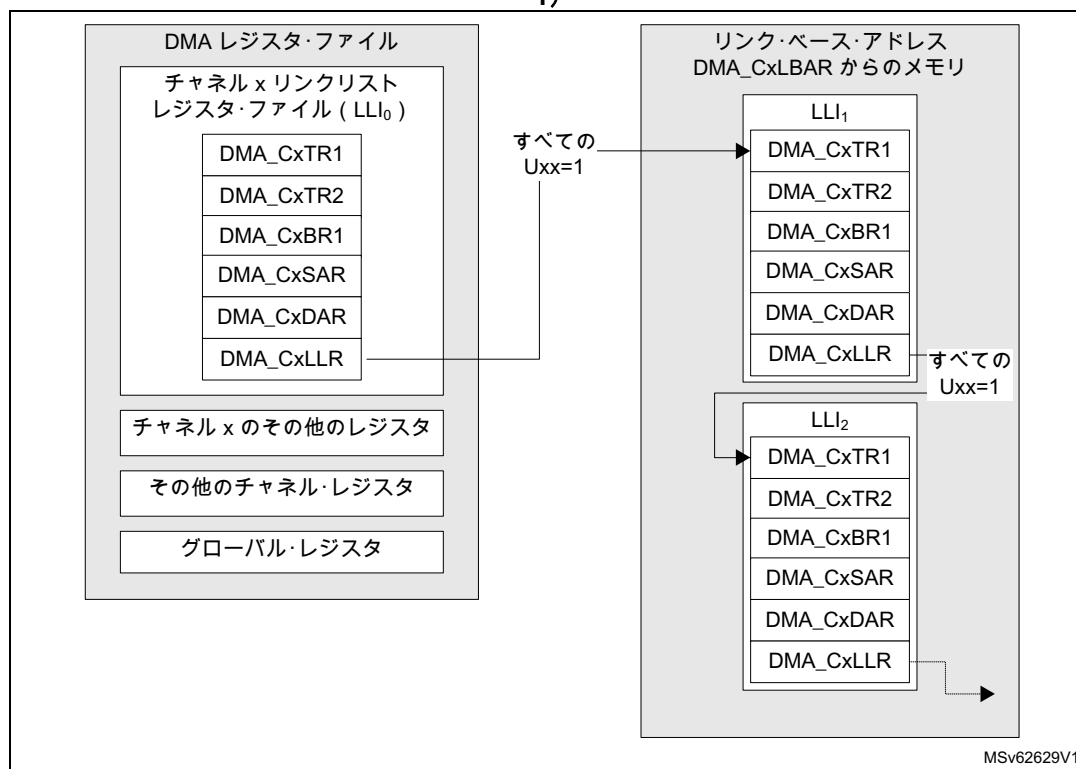 DMA レジスタ·ファイル
チャネル x リンクリスト
レジスタ·ファイル ( LLI₀ )
DMA_CxTR1
DMA_CxTR2
DMA_CxBR1
DMA_CxSAR
DMA_CxDAR
DMA_CxLLR
チャネル x のその他のレジスタ
その他のチャネル·レジスタ
グローバル·レジスタ
すべての
Uxx=1
リンク·ベース·アドレス
DMA_CxLBAR からのメモリ
LLI₁
DMA_CxTR1
DMA_CxTR2
DMA_CxBR1
DMA_CxSAR
DMA_CxDAR
DMA_CxLLR
すべての
Uxx=1
LLI₂
DMA_CxTR1
DMA_CxTR2
DMA_CxBR1
DMA_CxSAR
DMA_CxDAR
DMA_CxLLR
MSv62629V1